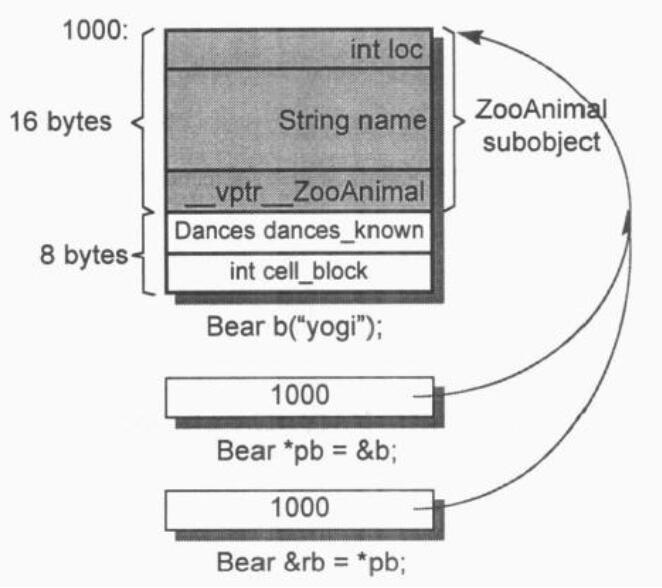 1000:
int loc
16 bytes
String name
ZooAnimal
subobject
__vptr__ZooAnimal
Dances dances_known
8 bytes
int cell_block
Bear b(“yogi”);
1000
Bear *pb = &b;
1000
Bear &rb = *pb;